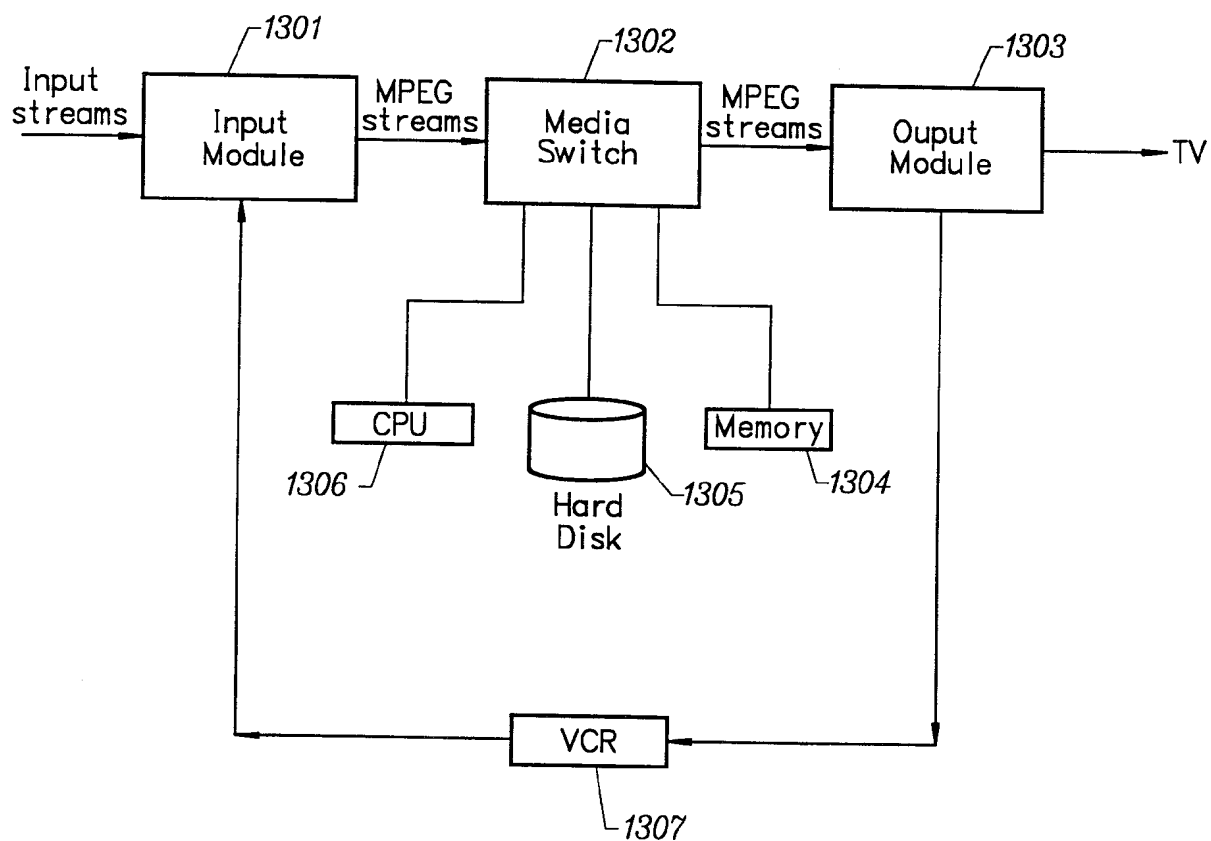 1301
1302
1303
Input
streams
Input
Module
MPEG
streams
Media
Switch
MPEG
streams
Ouput
Module
TV
CPU
1306
Hard
Disk
1305
Memory
1304
VCR
1307